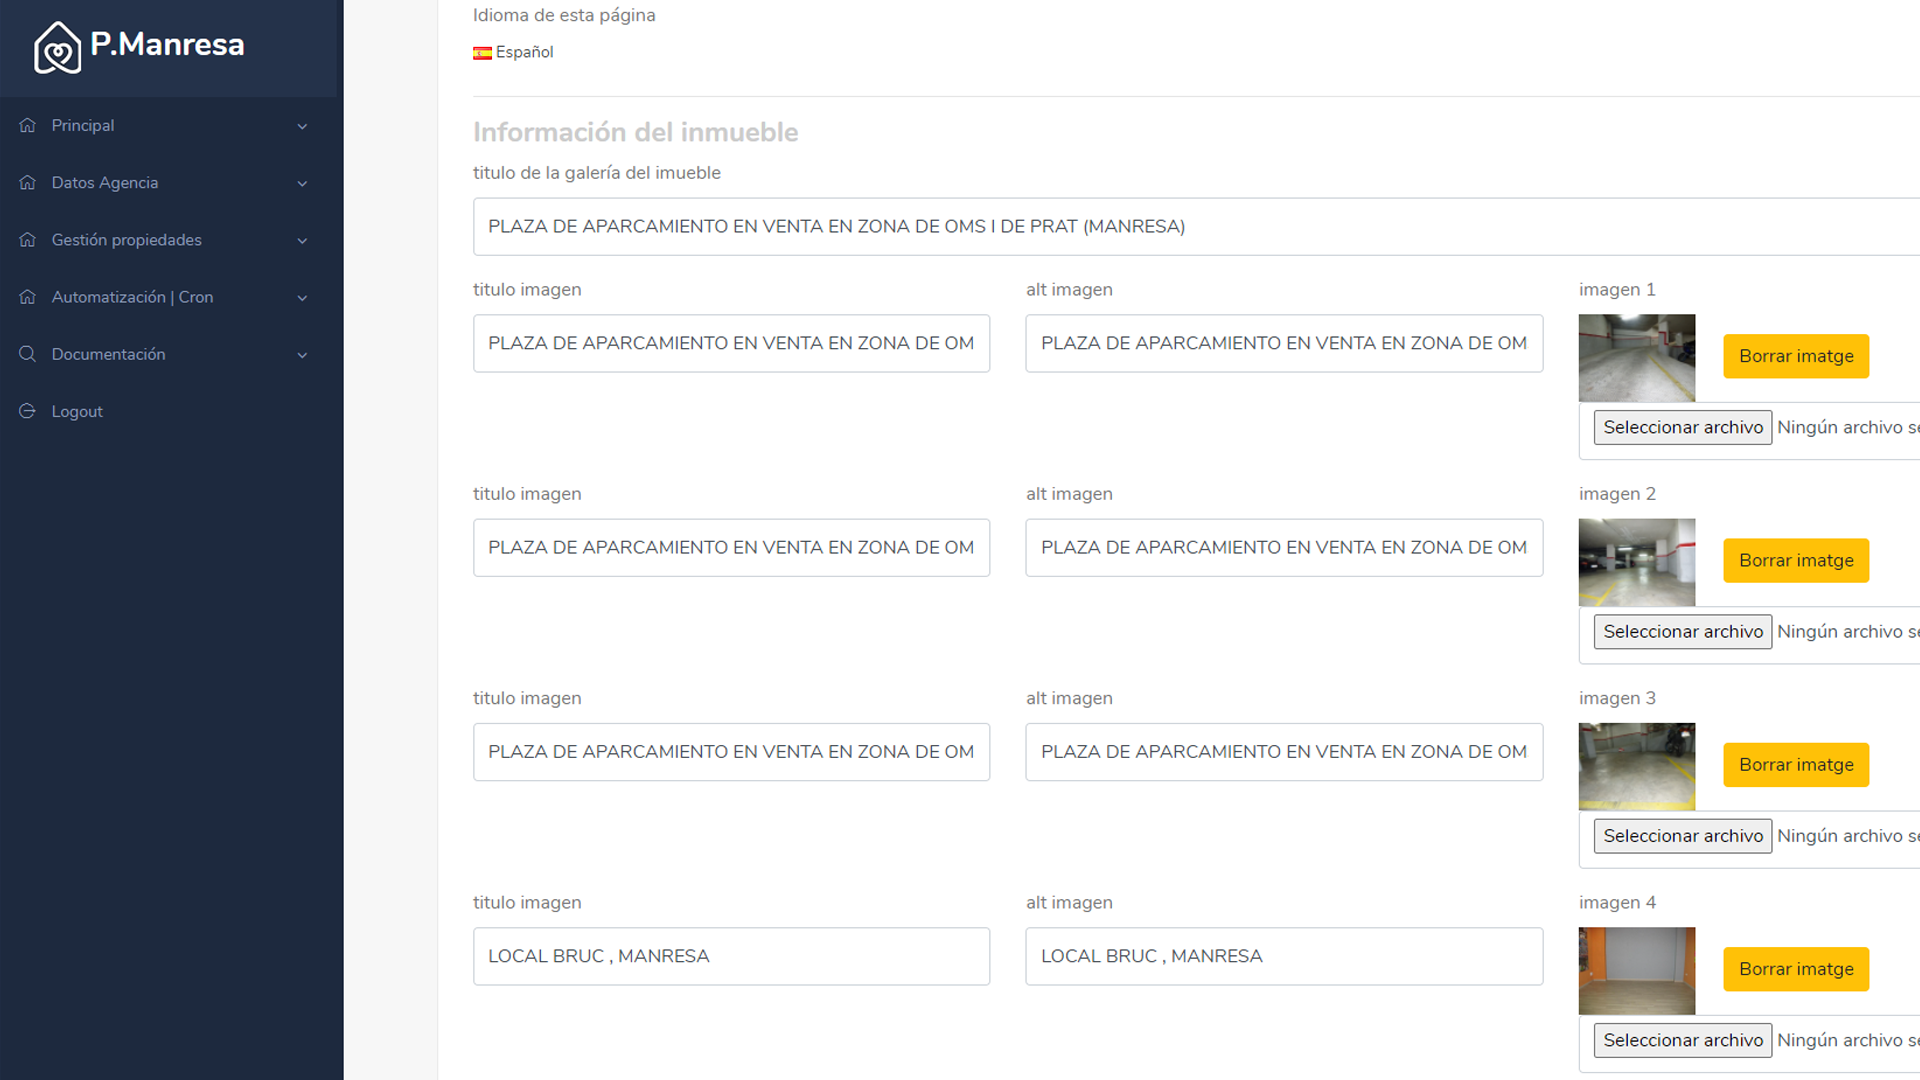 P.Manresa
Principal
Datos Agencia
Gestión propiedades
Automatización | Cron
Documentación
Logout
Idioma de esta página
Español
Información del inmueble
titulo de la galería del imueble
PLAZA DE APARCAMIENTO EN VENTA EN ZONA DE OMS I DE PRAT (MANRESA)
titulo imagen
alt imagen
imagen 1
PLAZA DE APARCAMIENTO EN VENTA EN ZONA DE OM
PLAZA DE APARCAMIENTO EN VENTA EN ZONA DE OM
Borrar imatge
Seleccionar archivo Ningún archivo se
titulo imagen
alt imagen
imagen 2
PLAZA DE APARCAMIENTO EN VENTA EN ZONA DE OM
PLAZA DE APARCAMIENTO EN VENTA EN ZONA DE OM
Borrar imatge
Seleccionar archivo Ningún archivo se
titulo imagen
alt imagen
imagen 3
PLAZA DE APARCAMIENTO EN VENTA EN ZONA DE OM
PLAZA DE APARCAMIENTO EN VENTA EN ZONA DE OM
Borrar imatge
Seleccionar archivo Ningún archivo se
titulo imagen
alt imagen
imagen 4
LOCAL BRUC , MANRESA
LOCAL BRUC , MANRESA
Borrar imatge
Seleccionar archivo Ningún archivo se